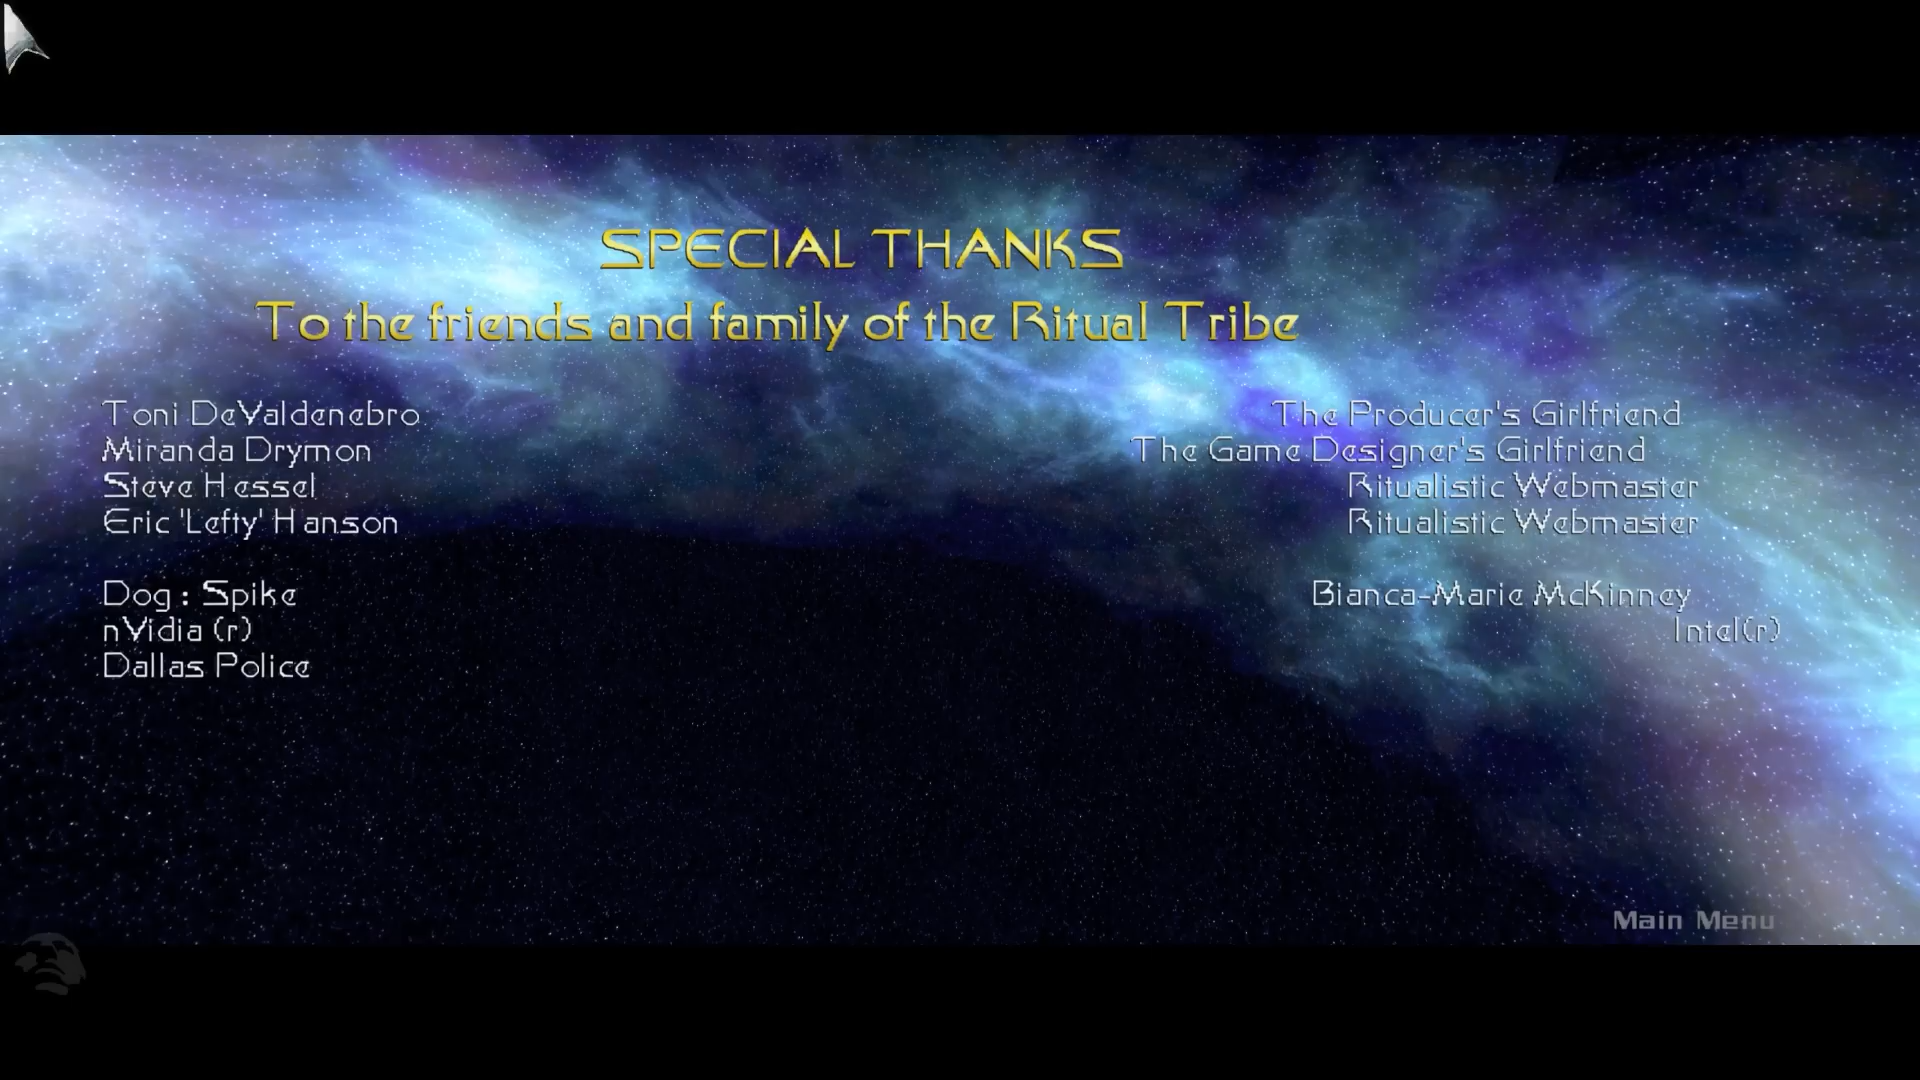 SPECIAL THANKS
To the friends and family of the Ritual Tribe
Toni DeValdenebro The Producer's Girlfriend
Miranda Drymon The Game Designer's Girlfriend
Steve Hessel Ritualistic Webmaster
Eric 'Lefty' Hanson Ritualistic Webmaster
Dog : Spike Bianca-Marie McKinney
nVidia (r) Intel(r)
Dallas Police
Main Menu